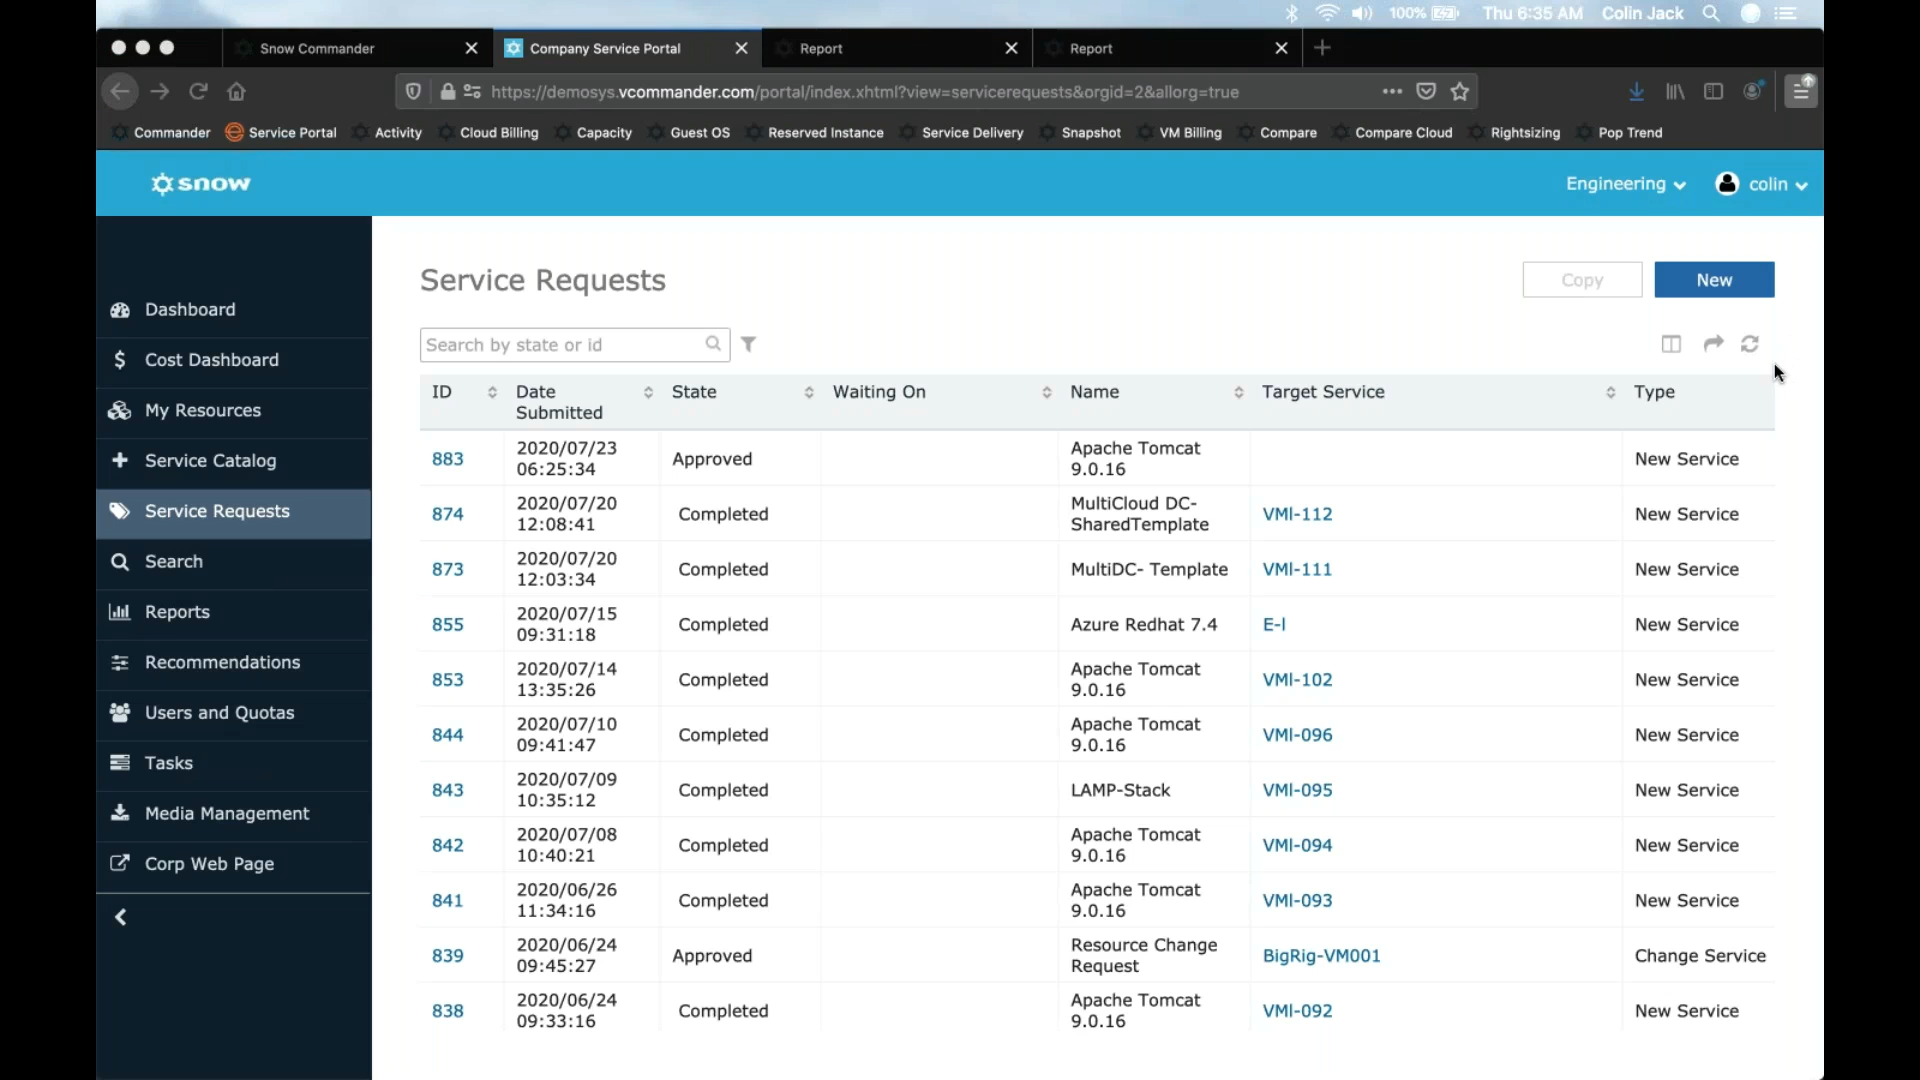 100% Thu 6:35 AM Colin Jack
Snow Commander Company Service Portal Report Report
https://demosys.vcommander.com/portal/index.xhtml?view=servicerequests&orgid=2&allorg=true
Commander Service Portal Activity Cloud Billing Capacity Guest OS Reserved Instance Service Delivery Snapshot VM Billing Compare Compare Cloud Rightsizing Pop Trend
snow Engineering colin
Dashboard
Cost Dashboard
My Resources
Service Catalog
Service Requests
Search
Reports
Recommendations
Users and Quotas
Tasks
Media Management
Corp Web Page
Service Requests Copy New
Search by state or id
ID Date Submitted State Waiting On Name Target Service Type
883 2020/07/23 06:25:34 Approved Apache Tomcat 9.0.16 New Service
874 2020/07/20 12:08:41 Completed MultiCloud DC-SharedTemplate VMI-112 New Service
873 2020/07/20 12:03:34 Completed MultiDC- Template VMI-111 New Service
855 2020/07/15 09:31:18 Completed Azure Redhat 7.4 E-I New Service
853 2020/07/14 13:35:26 Completed Apache Tomcat 9.0.16 VMI-102 New Service
844 2020/07/10 09:41:47 Completed Apache Tomcat 9.0.16 VMI-096 New Service
843 2020/07/09 10:35:12 Completed LAMP-Stack VMI-095 New Service
842 2020/07/08 10:40:21 Completed Apache Tomcat 9.0.16 VMI-094 New Service
841 2020/06/26 11:34:16 Completed Apache Tomcat 9.0.16 VMI-093 New Service
839 2020/06/24 09:45:27 Approved Resource Change Request BigRig-VM001 Change Service
838 2020/06/24 09:33:16 Completed Apache Tomcat 9.0.16 VMI-092 New Service